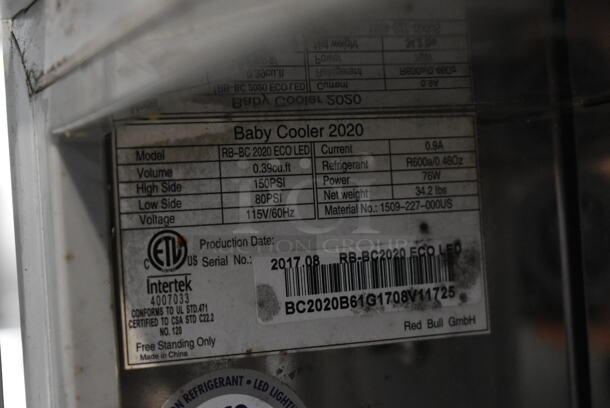 Baby Cooler 2020
Model RB-BC 2020 ECO LED Current 0.9A
Volume 0.39cu.ft Refrigerant R600a/0.46Oz
High Side 150PSI Power 76W
Low Side 80PSI Net weight 34.2 lbs
Voltage 115V/60Hz Material No.: 1509-227-000US
ETL
C US
Intertek
4007033
CONFORMS TO UL STD.471
CERTIFIED TO CSA STD C22.2
NO. 120
Production Date:
Serial No.: 2017.08 RB-BC2020 ECO LED
BC2020B61G1708V11725
Free Standing Only
Made in China
Red Bull GmbH
REFRIGERANT • LED